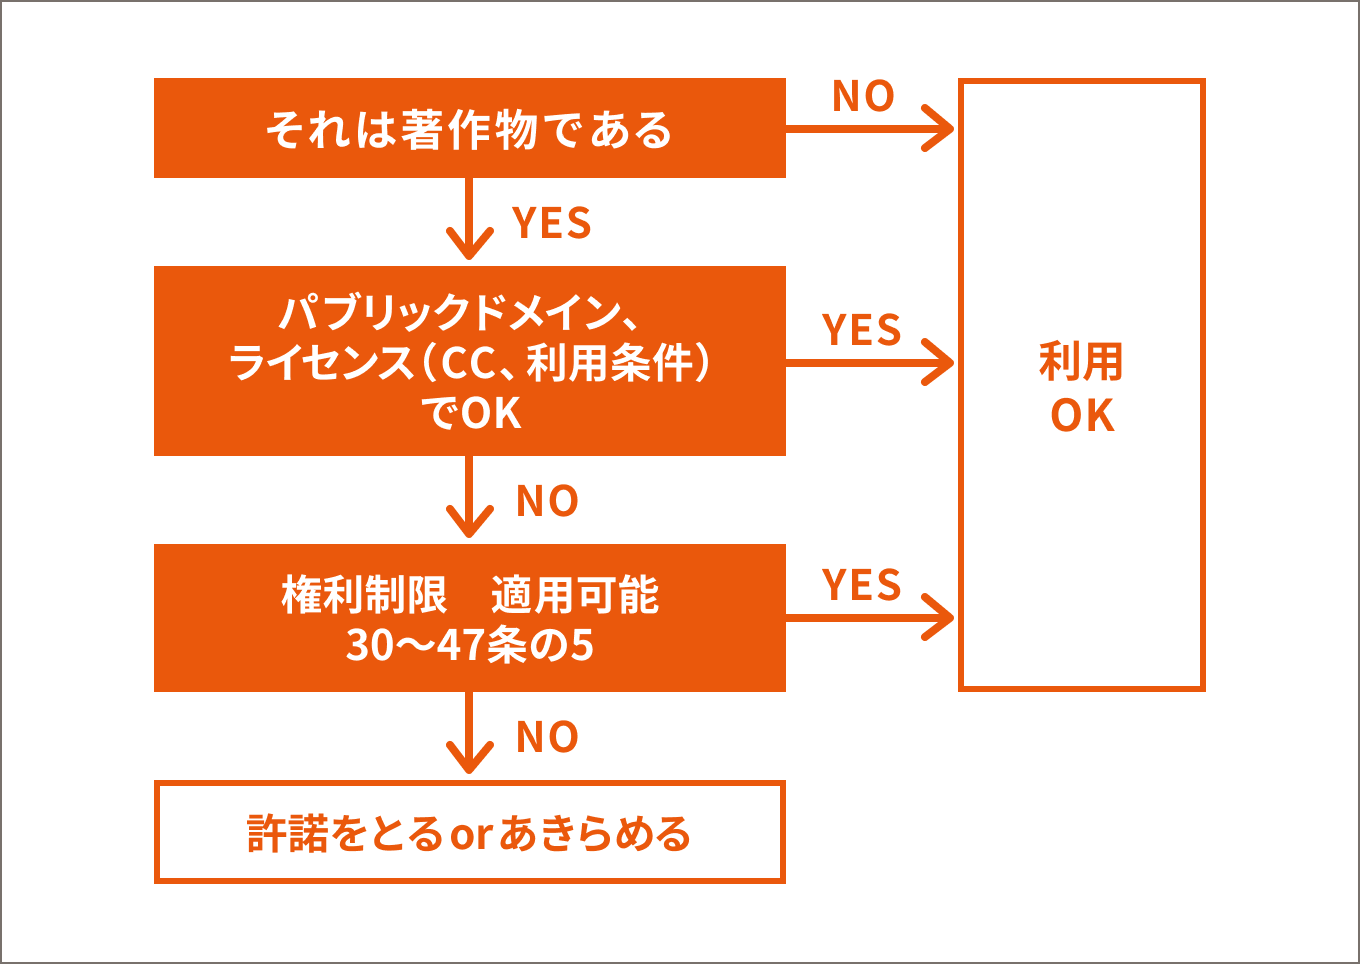 それは著作物である
NO
YES
パブリックドメイン、
ライセンス（CC、利用条件）
でOK
YES
利用
OK
NO
権利制限　適用可能
30〜47条の5
YES
NO
許諾をとるorあきらめる